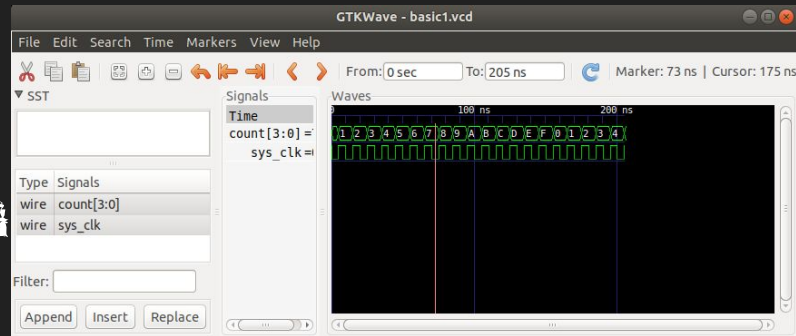 GTKWave - basic1.vcd
File Edit Search Time Markers View Help
From: 0 sec To: 205 ns Marker: 73 ns | Cursor: 175 ns
SST
Signals
Waves
Time
100 ns 200 ns
count[3:0] =
0 1 2 3 4 5 6 7 8 9 A B C D E F 0 1 2 3 4
sys_clk =
Type Signals
wire count[3:0]
wire sys_clk
Filter:
Append Insert Replace